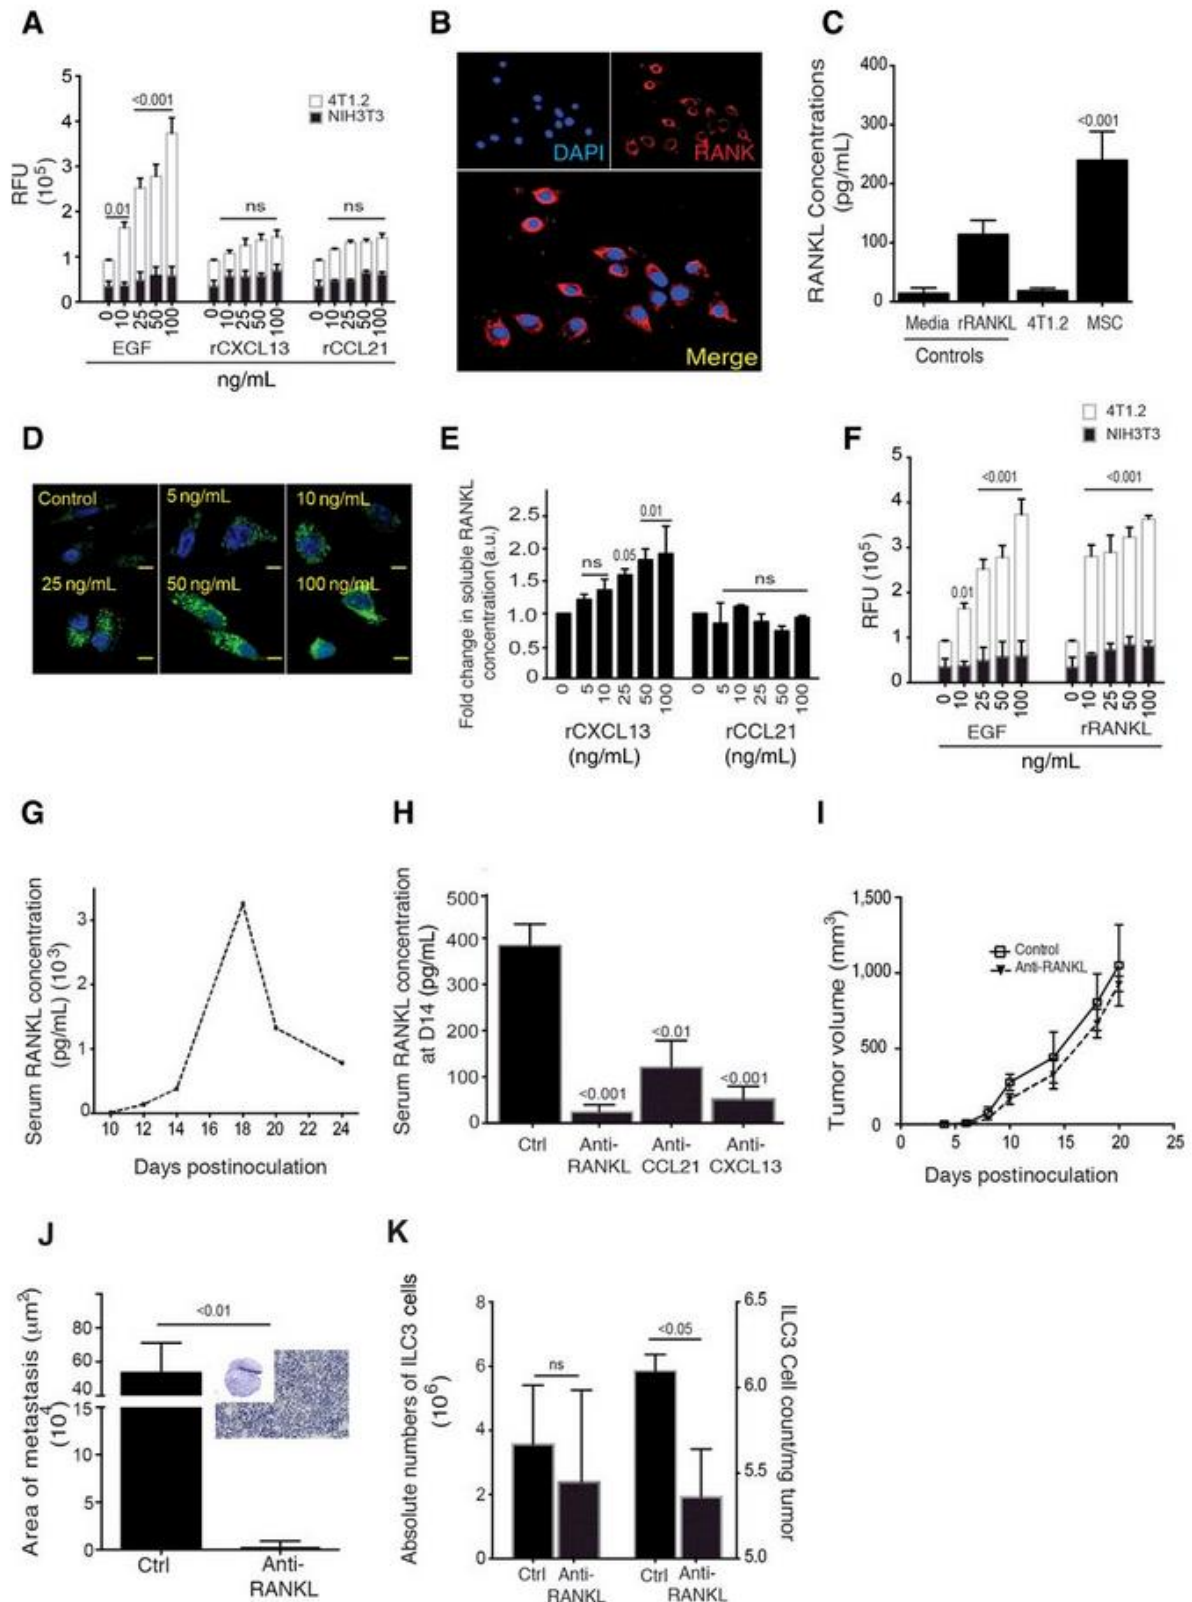 A
RFU
(10⁵)
5
4
3
2
1
0
<0.001
0.01
ns
ns
4T1.2
NIH3T3
0 10 25 50 100 0 10 25 50 100 0 10 25 50 100
EGF rCXCL13 rCCL21
ng/mL
B
DAPI
RANK
Merge
C
RANKL Concentrations
(pg/mL)
400
300
200
100
0
<0.001
Media rRANKL 4T1.2 MSC
Controls
D
Control 5 ng/mL 10 ng/mL
25 ng/mL 50 ng/mL 100 ng/mL
E
Fold change in soluble RANKL
concentration (a.u.)
2.5
2.0
1.5
1.0
0.5
0
ns
0.05
0.01
ns
0 5 10 25 50 100 0 5 10 25 50 100
rCXCL13 rCCL21
(ng/mL) (ng/mL)
4T1.2
NIH3T3
F
RFU (10⁵)
5
4
3
2
1
0
<0.001 <0.001
0.01
0 10 25 50 100 0 10 25 50 100
EGF rRANKL
ng/mL
G
Serum RANKL concentration
(pg/mL) (10³)
3
2
1
0
10 12 14 16 18 20 22 24
Days postinoculation
H
Serum RANKL concentration
at D14 (pg/mL)
500
400
300
200
100
0
<0.001
<0.01
<0.001
Ctrl Anti- Anti- Anti-
RANKL CCL21 CXCL13
I
Tumor volume (mm³)
1,500
1,000
500
0
Control
Anti-RANKL
0 5 10 15 20 25
Days postinoculation
J
Area of metastasis (µm²)
(10⁴)
80
60
40
15
10
5
0
<0.01
Ctrl Anti-
RANKL
K
Absolute numbers of ILC3 cells
(10⁶)
8
6
4
2
0
ns
<0.05
6.5
6.0
5.5
5.0
ILC3 Cell count/mg tumor
Ctrl Anti- Ctrl Anti-
RANKL RANKL